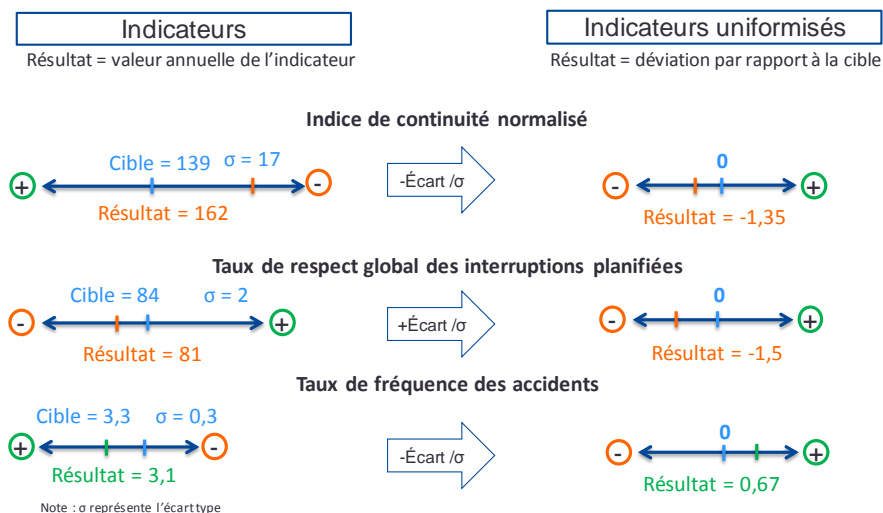 Indicateurs
Indicateurs uniformisés
Résultat = valeur annuelle de l'indicateur
Résultat = déviation par rapport à la cible
Indice de continuité normalisé
Cible = 139 σ = 17
+
-
Résultat = 162
-Écart /σ
0
-
+
Résultat = -1,35
Taux de respect global des interruptions planifiées
Cible = 84 σ = 2
-
+
Résultat = 81
+Écart/σ
0
-
+
Résultat = -1,5
Taux de fréquence des accidents
Cible = 3,3 σ = 0,3
+
-
Résultat = 3,1
-Écart/σ
0
-
+
Résultat = 0,67
Note : σ représente l'écart type